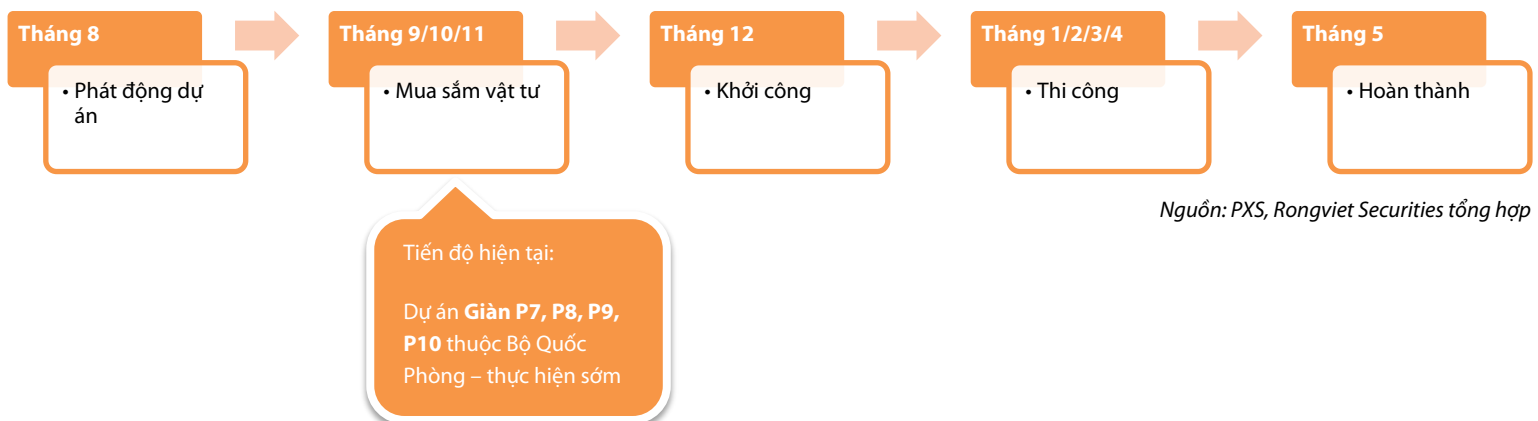 Tháng 8
• Phát động dự
án
Tháng 9/10/11
• Mua sắm vật tư
Tháng 12
• Khởi công
Tháng 1/2/3/4
• Thi công
Tháng 5
• Hoàn thành
Nguồn: PXS, Rongviet Securities tổng hợp
Tiến độ hiện tại:
Dự án Giàn P7, P8, P9,
P10 thuộc Bộ Quốc
Phòng – thực hiện sớm